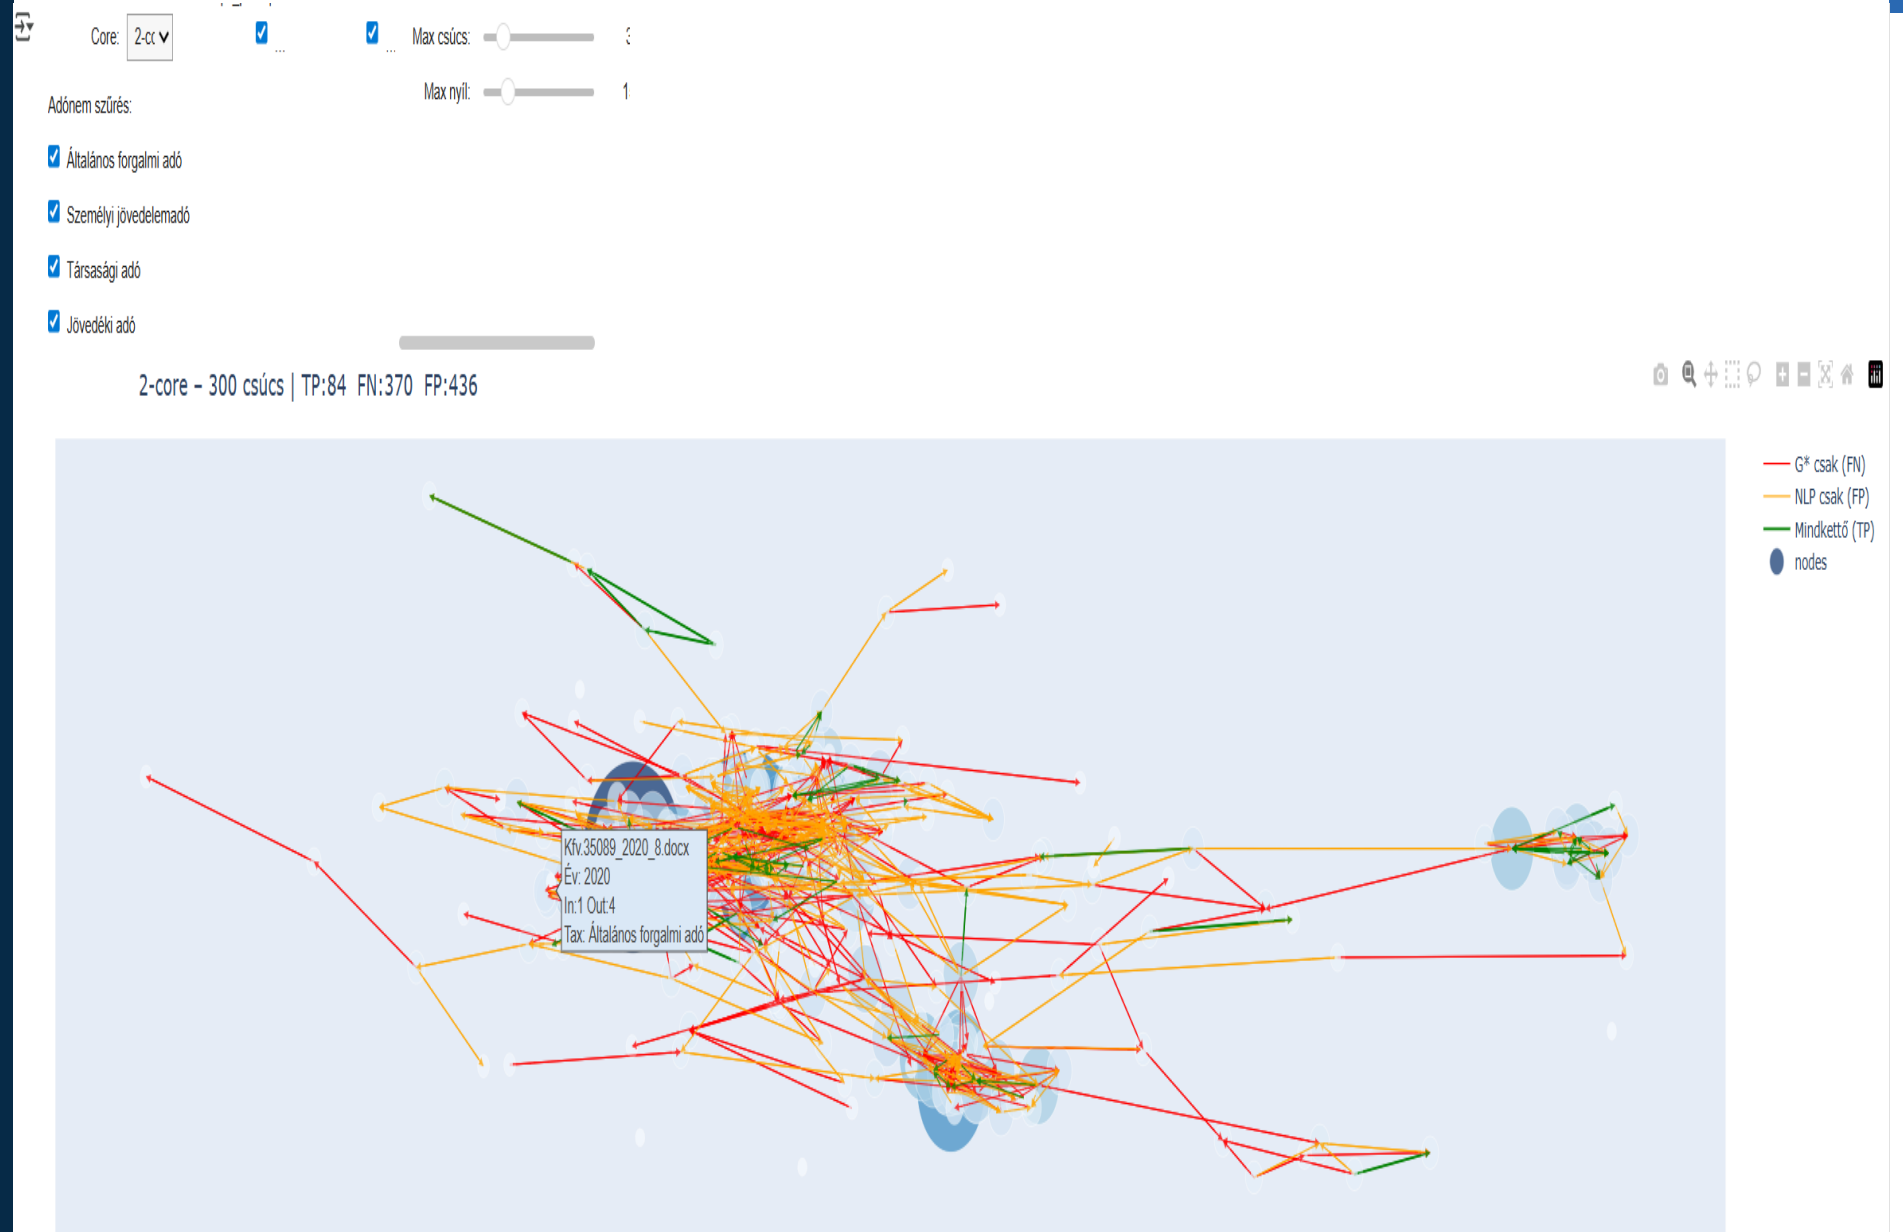 Core: 2-cc ... ... Max csúcs: 3
Max nyíl: 1
Adónem szűrés:
Általános forgalmi adó
Személyi jövedelemadó
Társasági adó
Jövedéki adó
2-core – 300 csúcs | TP:84 FN:370 FP:436
G* csak (FN)
NLP csak (FP)
Mindkettő (TP)
nodes
Kfv.35089_2020_8.docx
Év: 2020
In:1 Out:4
Tax: Általános forgalmi adó